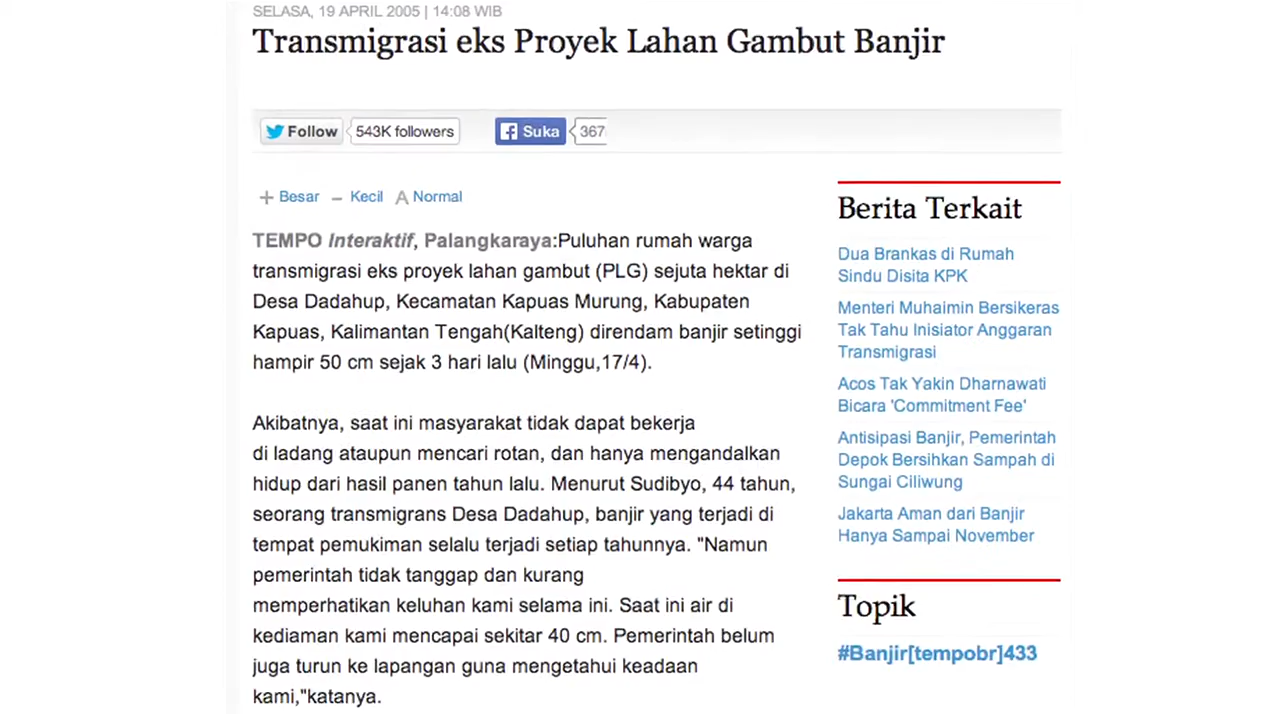 SELASA, 19 APRIL 2005 | 14:08 WIB
Transmigrasi eks Proyek Lahan Gambut Banjir
Follow
543K followers
Suka
367
Besar
Kecil
A Normal
TEMPO Interaktif, Palangkaraya:Puluhan rumah warga
transmigrasi eks proyek lahan gambut (PLG) sejuta hektar di
Desa Dadahup, Kecamatan Kapuas Murung, Kabupaten
Kapuas, Kalimantan Tengah(Kalteng) direndam banjir setinggi
hampir 50 cm sejak 3 hari lalu (Minggu,17/4).
Akibatnya, saat ini masyarakat tidak dapat bekerja
di ladang ataupun mencari rotan, dan hanya mengandalkan
hidup dari hasil panen tahun lalu. Menurut Sudibyo, 44 tahun,
seorang transmigrans Desa Dadahup, banjir yang terjadi di
tempat pemukiman selalu terjadi setiap tahunnya. "Namun
pemerintah tidak tanggap dan kurang
memperhatikan keluhan kami selama ini. Saat ini air di
kediaman kami mencapai sekitar 40 cm. Pemerintah belum
juga turun ke lapangan guna mengetahui keadaan
kami,"katanya.
Berita Terkait
Dua Brankas di Rumah
Sindu Disita KPK
Menteri Muhaimin Bersikeras
Tak Tahu Inisiator Anggaran
Transmigrasi
Acos Tak Yakin Dharnawati
Bicara 'Commitment Fee'
Antisipasi Banjir, Pemerintah
Depok Bersihkan Sampah di
Sungai Ciliwung
Jakarta Aman dari Banjir
Hanya Sampai November
Topik
#Banjir[tempobr]433